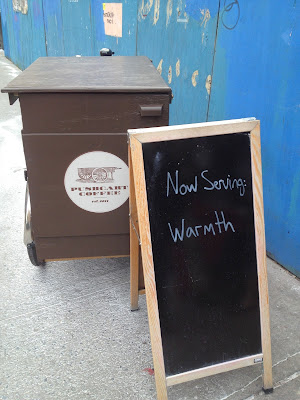 PUSHCART
COFFEE
Now Serving:
Warmth